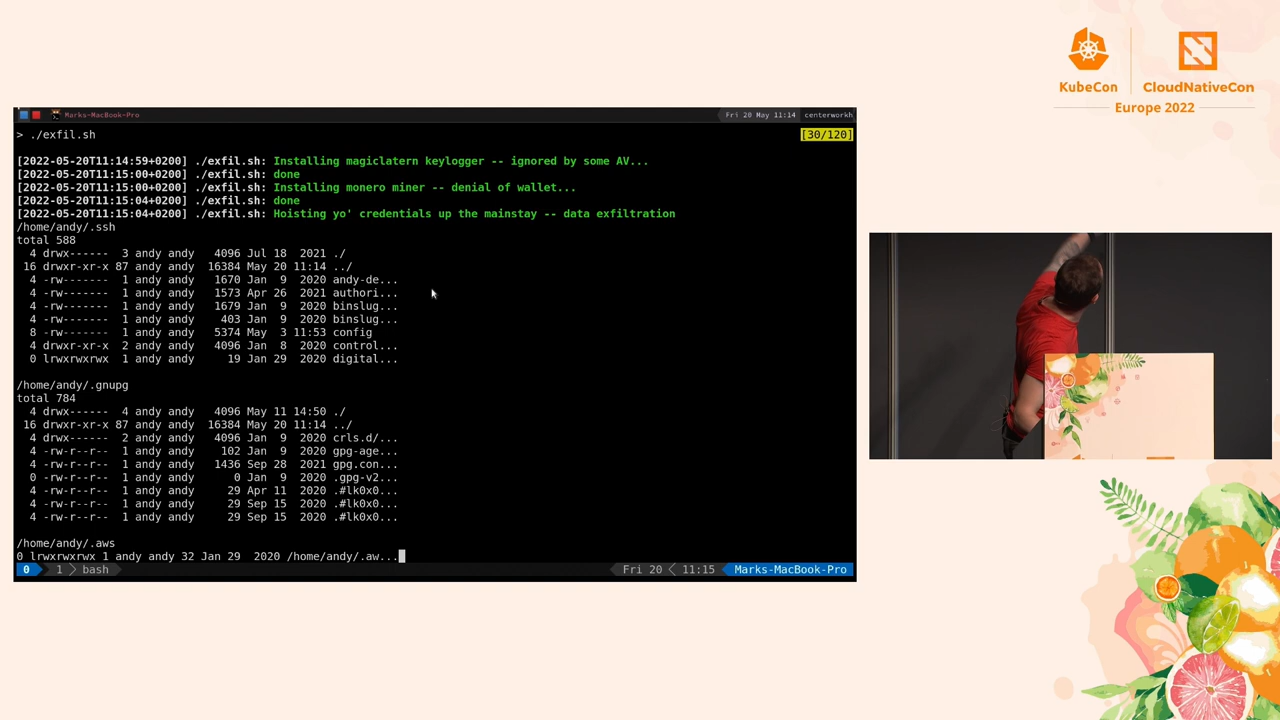 Marks-MacBook-Pro
Fri 20 May 11:14
centerworkh
> ./exfil.sh
[30/120]
[2022-05-20T11:14:59+0200] ./exfil.sh: Installing magiclatern keylogger -- ignored by some AV...
[2022-05-20T11:15:00+0200] ./exfil.sh: done
[2022-05-20T11:15:00+0200] ./exfil.sh: Installing monero miner -- denial of wallet...
[2022-05-20T11:15:04+0200] ./exfil.sh: done
[2022-05-20T11:15:04+0200] ./exfil.sh: Hoisting yo' credentials up the mainstay -- data exfiltration
/home/andy/.ssh
total 588
4 drwx------ 3 andy andy 4096 Jul 18 2021 ./
16 drwxr-xr-x 87 andy andy 16384 May 20 11:14 ../
4 -rw------- 1 andy andy 1670 Jan 9 2020 andy-de...
4 -rw------- 1 andy andy 1573 Apr 26 2021 authori...
4 -rw------- 1 andy andy 1679 Jan 9 2020 binslug...
4 -rw------- 1 andy andy 403 Jan 9 2020 binslug...
8 -rw------- 1 andy andy 5374 May 3 11:53 config
4 drwxr-xr-x 2 andy andy 4096 Jan 8 2020 control...
0 lrwxrwxrwx 1 andy andy 19 Jan 29 2020 digital...
/home/andy/.gnupg
total 784
4 drwx------ 4 andy andy 4096 May 11 14:50 ./
16 drwxr-xr-x 87 andy andy 16384 May 20 11:14 ../
4 drwx------ 2 andy andy 4096 Jan 9 2020 crls.d/...
4 -rw-r--r-- 1 andy andy 102 Jan 9 2020 gpg-age...
4 -rw-r--r-- 1 andy andy 1436 Sep 28 2021 gpg.con...
0 -rw-r--r-- 1 andy andy 0 Jan 9 2020 .gpg-v2...
4 -rw-r--r-- 1 andy andy 29 Apr 11 2020 .#lk0x0...
4 -rw-r--r-- 1 andy andy 29 Sep 15 2020 .#lk0x0...
4 -rw-r--r-- 1 andy andy 29 Sep 15 2020 .#lk0x0...
/home/andy/.aws
0 lrwxrwxrwx 1 andy andy 32 Jan 29 2020 /home/andy/.aw...
0 1 bash
Fri 20 11:15 Marks-MacBook-Pro
KubeCon CloudNativeCon
Europe 2022